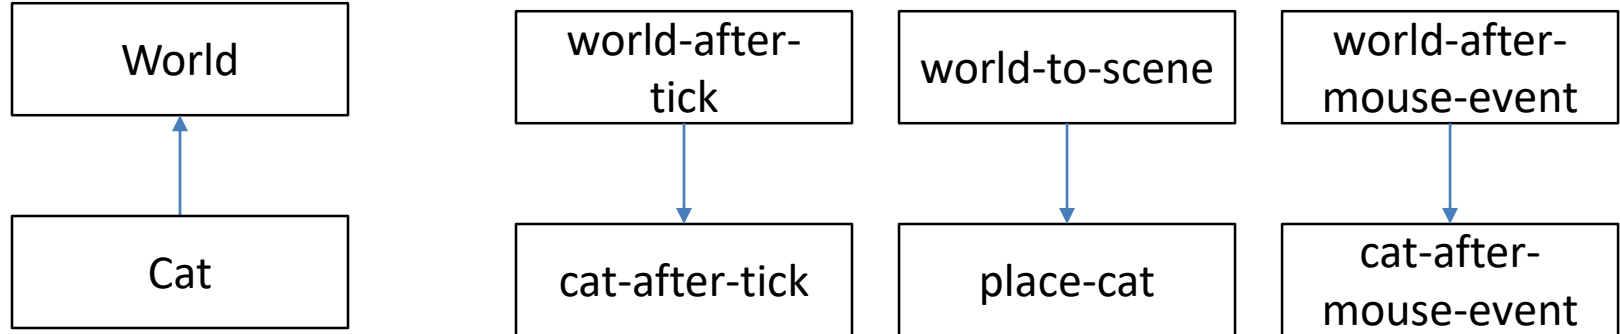 World
world-after-
tick
world-to-scene
world-after-
mouse-event
Cat
cat-after-tick
place-cat
cat-after-
mouse-event